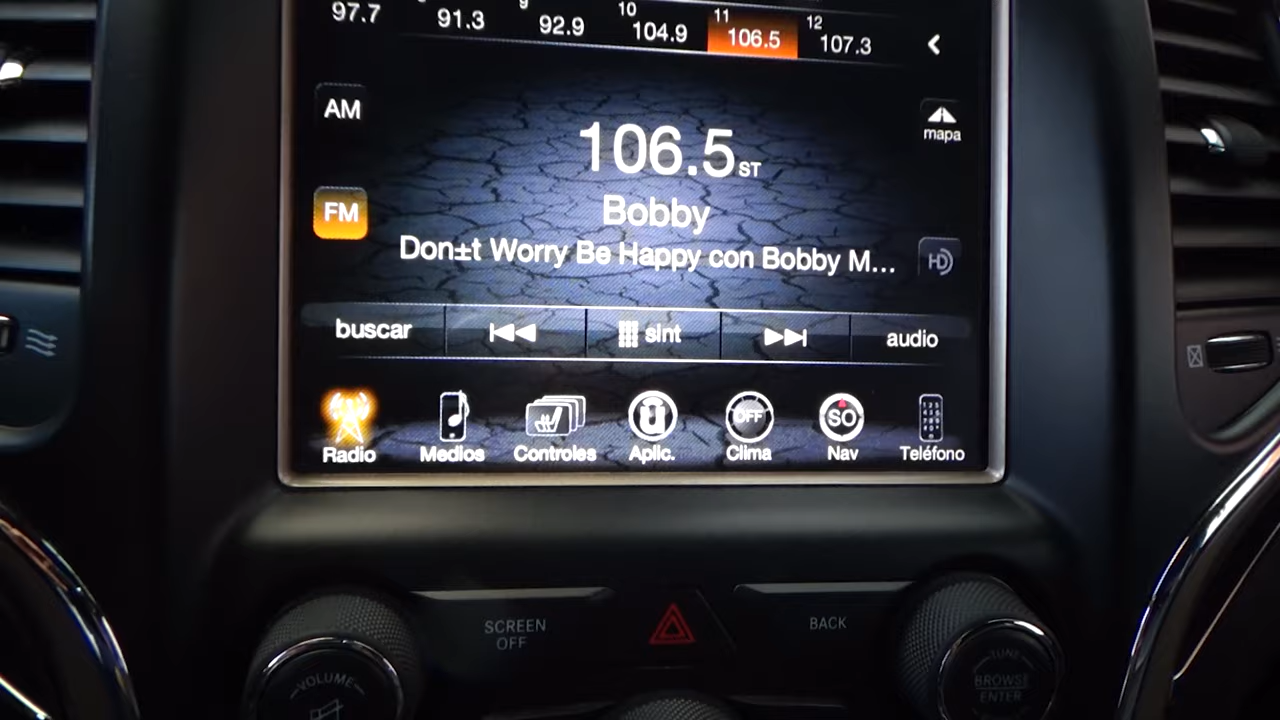 97.7
9
91.3
92.9
10
104.9
11
106.5
12
107.3
AM
mapa
106.5 ST
FM
Bobby
Don±t Worry Be Happy con Bobby M...
HD
buscar
sint
audio
OFF
SO
Radio
Medios
Controles
Aplic.
Clima
Nav
Teléfono
SCREEN
OFF
BACK
VOLUME
TUNE
BROWSE
ENTER